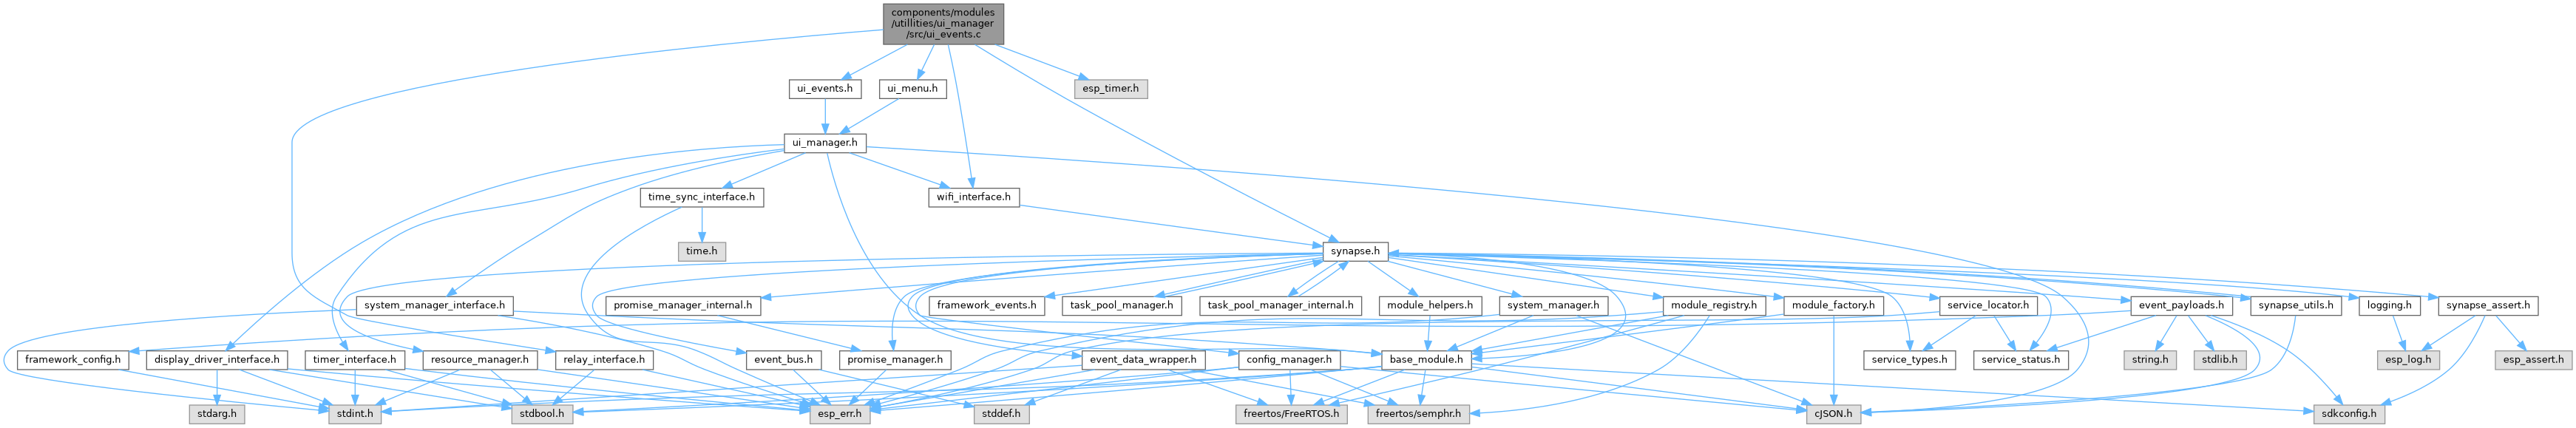 components/modules
/utillities/ui_manager
/src/ui_events.c
ui_events.h
ui_menu.h
esp_timer.h
ui_manager.h
time_sync_interface.h
wifi_interface.h
time.h
synapse.h
system_manager_interface.h
promise_manager_internal.h
framework_events.h
task_pool_manager.h
task_pool_manager_internal.h
module_helpers.h
system_manager.h
module_registry.h
module_factory.h
service_locator.h
event_payloads.h
synapse_utils.h
logging.h
synapse_assert.h
framework_config.h
display_driver_interface.h
timer_interface.h
resource_manager.h
relay_interface.h
event_bus.h
promise_manager.h
event_data_wrapper.h
config_manager.h
base_module.h
service_types.h
service_status.h
string.h
stdlib.h
esp_log.h
esp_assert.h
stdarg.h
stdint.h
stdbool.h
esp_err.h
stddef.h
freertos/FreeRTOS.h
freertos/semphr.h
cJSON.h
sdkconfig.h